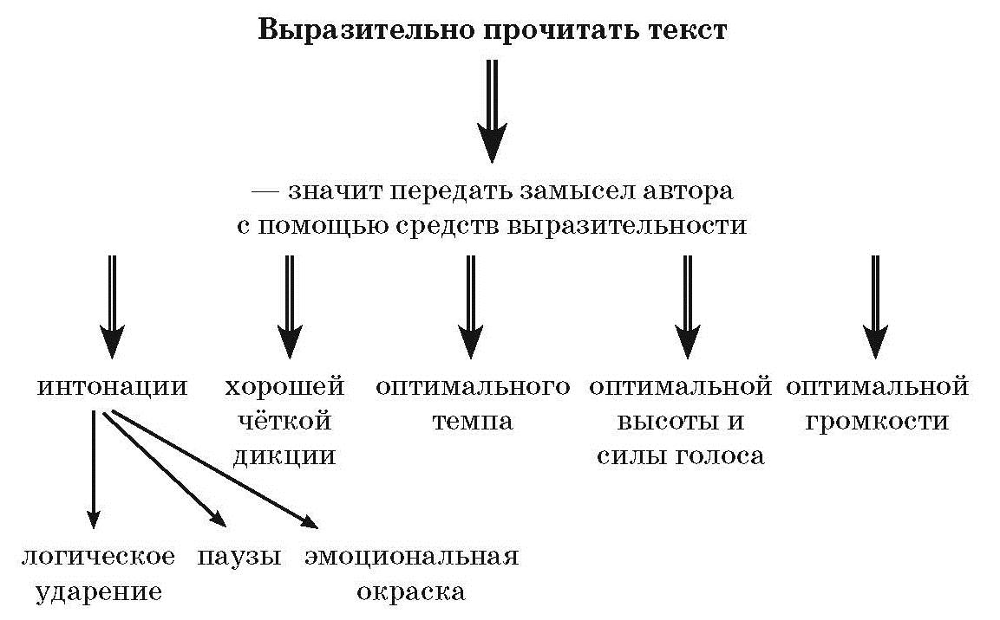 Выразительно прочитать текст
— значит передать замысел автора
с помощью средств выразительности
интонации
хорошей
чёткой
дикции
оптимального
темпа
оптимальной
высоты и
силы голоса
оптимальной
громкости
логическое
ударение
паузы
эмоциональная
окраска